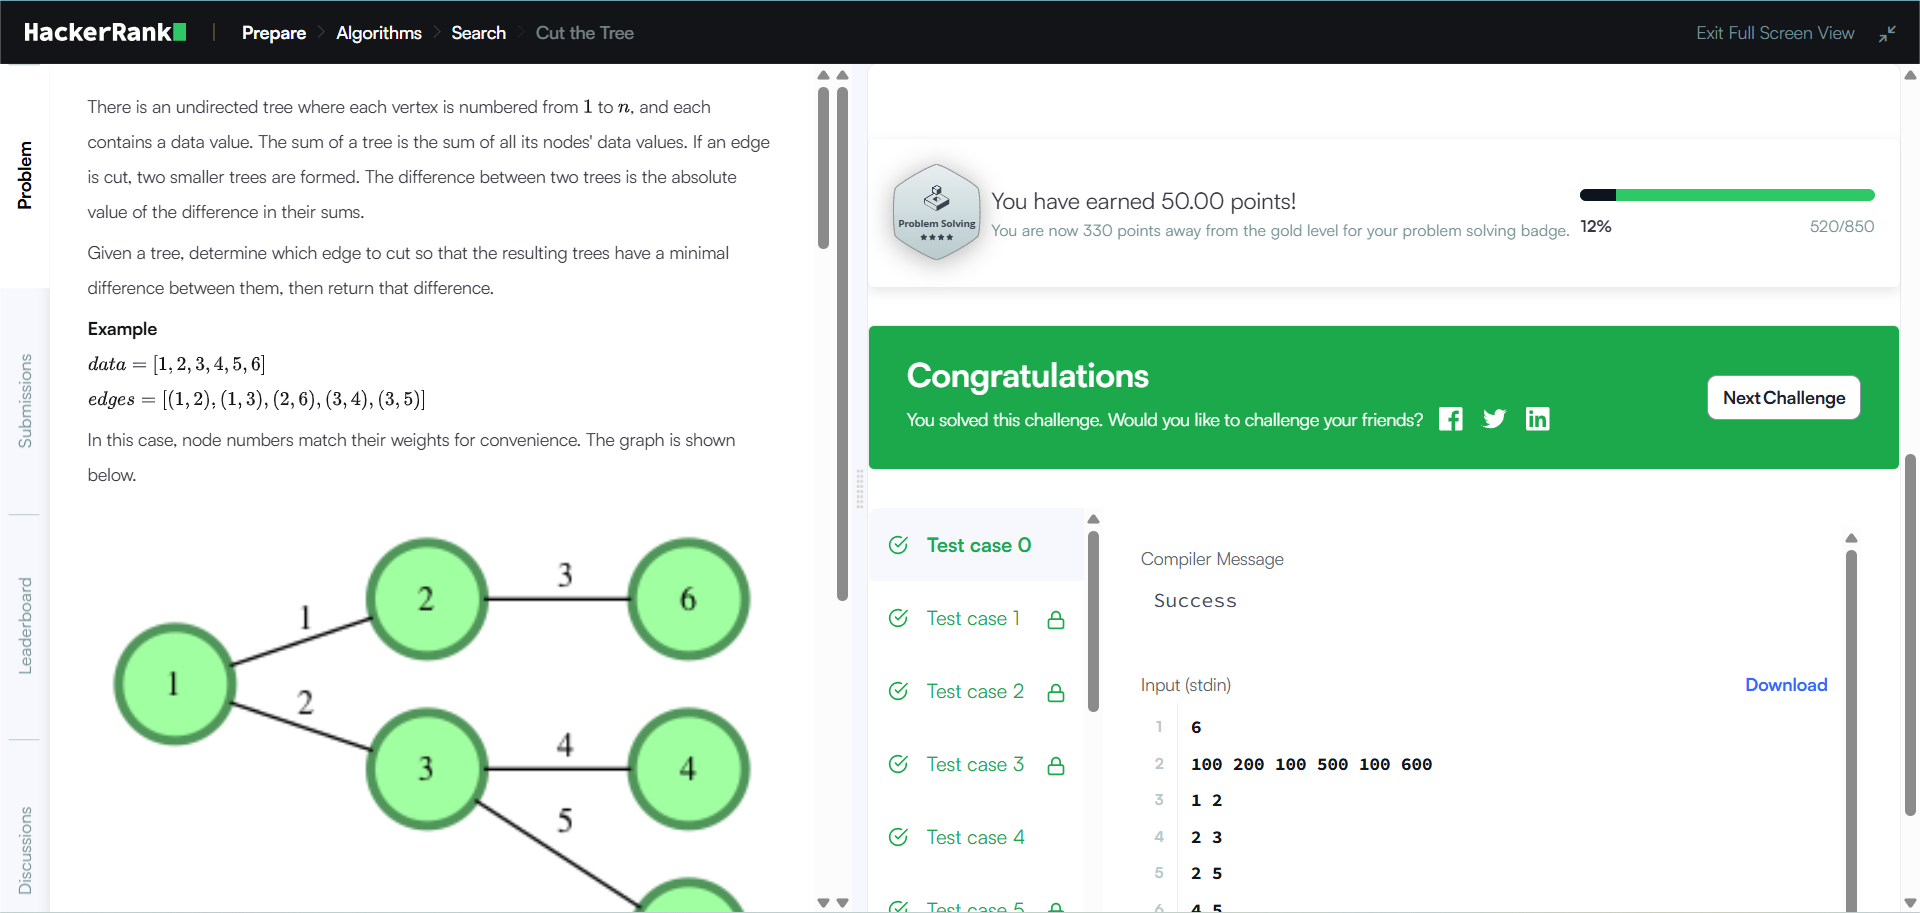 HackerRank
Prepare
Algorithms
Search
Cut the Tree
Exit Full Screen View
Problem
Submissions
Leaderboard
Discussions
There is an undirected tree where each vertex is numbered from 1 to n, and each
contains a data value. The sum of a tree is the sum of all its nodes' data values. If an edge
is cut, two smaller trees are formed. The difference between two trees is the absolute
value of the difference in their sums.
Given a tree, determine which edge to cut so that the resulting trees have a minimal
difference between them, then return that difference.
Example
data = [1, 2, 3, 4, 5, 6]
edges = [(1, 2), (1, 3), (2, 6), (3, 4), (3, 5)]
In this case, node numbers match their weights for convenience. The graph is shown
below.
1
1
2
3
6
2
3
4
4
5
Problem Solving
You have earned 50.00 points!
You are now 330 points away from the gold level for your problem solving badge.
12%
520/850
Congratulations
You solved this challenge. Would you like to challenge your friends?
Next Challenge
Test case 0
Test case 1
Test case 2
Test case 3
Test case 4
Test case 5
Compiler Message
Success
Input (stdin)
Download
1 6
2 100 200 100 500 100 600
3 1 2
4 2 3
5 2 5
6 4 5